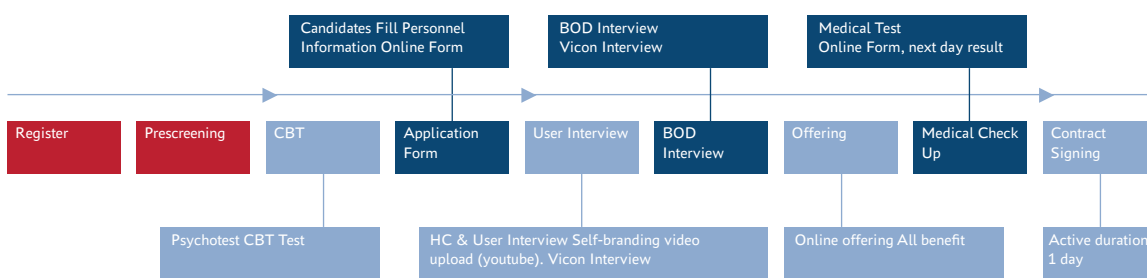 Candidates Fill Personnel
Information Online Form
BOD Interview
Vicon Interview
Medical Test
Online Form, next day result
Register
Prescreening
CBT
Application
Form
User Interview
BOD
Interview
Offering
Medical Check
Up
Contract
Signing
Psychotest CBT Test
HC & User Interview Self-branding video
upload (youtube). Vicon Interview
Online offering All benefit
Active duration
1 day